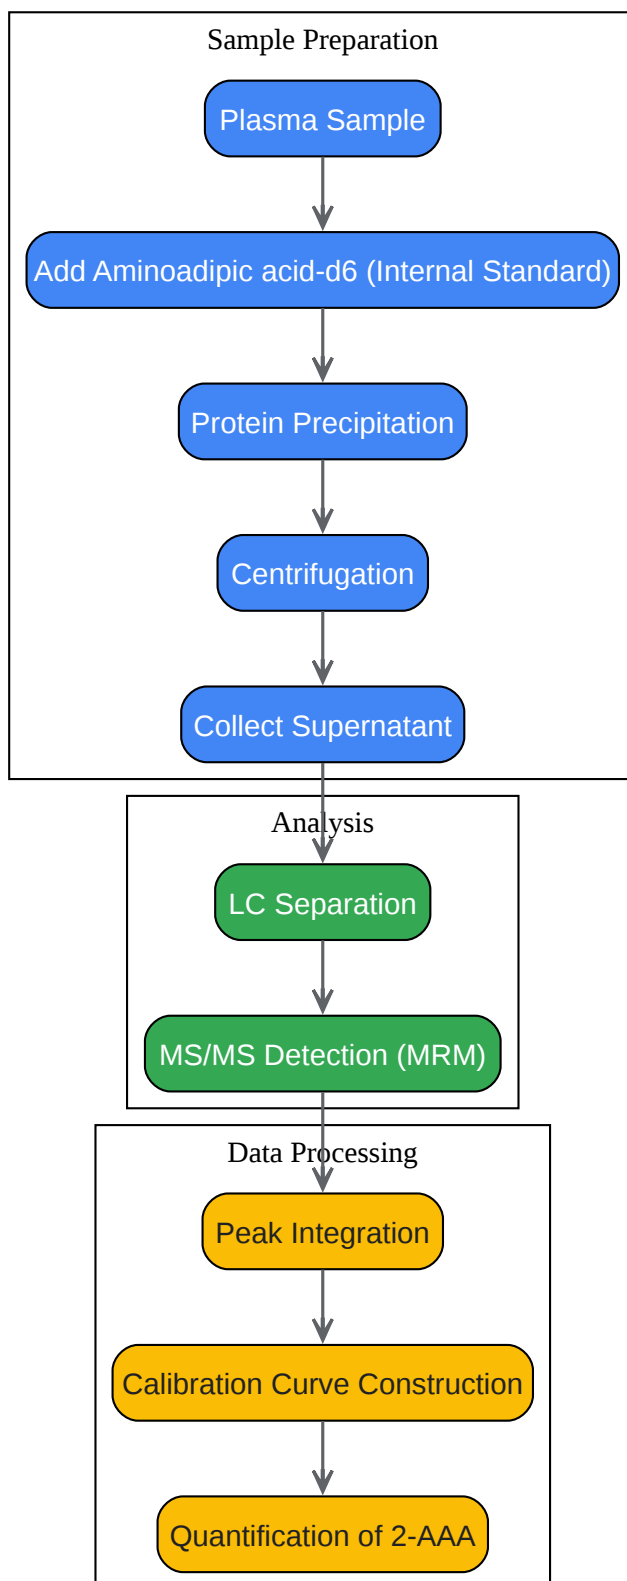 Sample Preparation
Plasma Sample
Add Aminoadipic acid-d6 (Internal Standard)
Protein Precipitation
Centrifugation
Collect Supernatant
Analysis
LC Separation
MS/MS Detection (MRM)
Data Processing
Peak Integration
Calibration Curve Construction
Quantification of 2-AAA